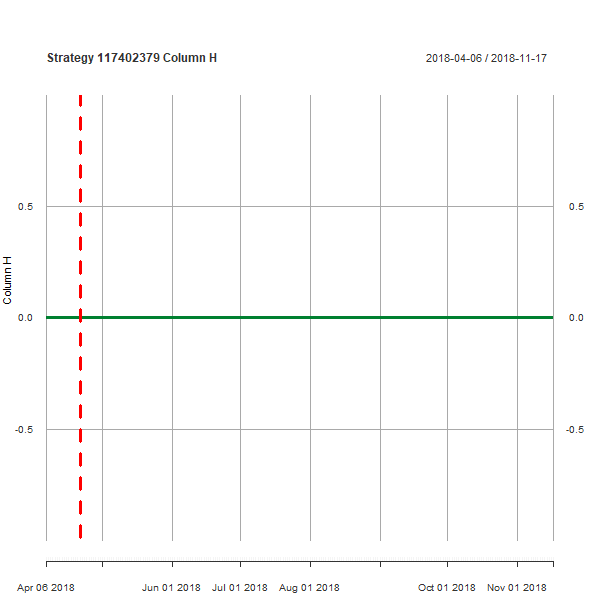 Strategy 117402379 Column H
2018-04-06 / 2018-11-17
0.5
0.5
Column H
0.0
0.0
-0.5
-0.5
Apr 06 2018
Jun 01 2018
Jul 01 2018
Aug 01 2018
Oct 01 2018
Nov 01 2018